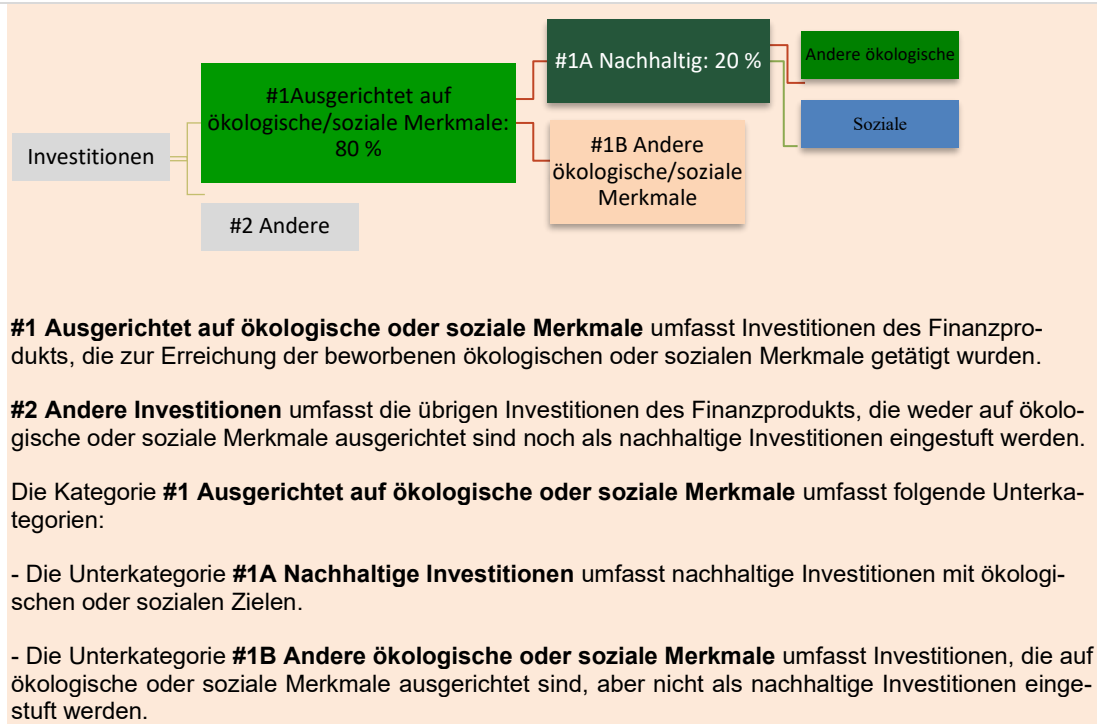 #1A Nachhaltig: 20 %
Andere ökologische
#1Ausgerichtet auf
ökologische/soziale Merkmale:
80 %
Soziale
Investitionen
#1B Andere
ökologische/soziale
Merkmale
#2 Andere
#1 Ausgerichtet auf ökologische oder soziale Merkmale umfasst Investitionen des Finanzpro-
dukts, die zur Erreichung der beworbenen ökologischen oder sozialen Merkmale getätigt wurden.
#2 Andere Investitionen umfasst die übrigen Investitionen des Finanzprodukts, die weder auf ökolo-
gische oder soziale Merkmale ausgerichtet sind noch als nachhaltige Investitionen eingestuft werden.
Die Kategorie #1 Ausgerichtet auf ökologische oder soziale Merkmale umfasst folgende Unterka-
tegorien:
- Die Unterkategorie #1A Nachhaltige Investitionen umfasst nachhaltige Investitionen mit ökologi-
schen oder sozialen Zielen.
- Die Unterkategorie #1B Andere ökologische oder soziale Merkmale umfasst Investitionen, die auf
ökologische oder soziale Merkmale ausgerichtet sind, aber nicht als nachhaltige Investitionen einge-
stuft werden.